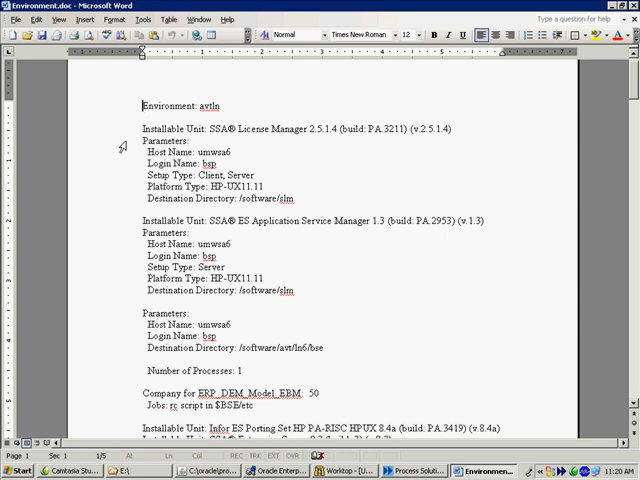 Environment.doc - Microsoft Word
File Edit View Insert Format Tools Table Window Help
Type a question for help
Normal Times New Roman 12 B I U
Environment: avtln
Installable Unit: SSA® License Manager 2.5.1.4 (build: PA.3211) (v.2.5.1.4)
Parameters:
Host Name: umwsa6
Login Name: bsp
Setup Type: Client, Server
Platform Type: HP-UX11.11
Destination Directory: /software/slm
Installable Unit: SSA® ES Application Service Manager 1.3 (build: PA.2953) (v.1.3)
Parameters:
Host Name: umwsa6
Login Name: bsp
Setup Type: Server
Platform Type: HP-UX11.11
Destination Directory: /software/slm
Parameters:
Host Name: umwsa6
Login Name: bsp
Destination Directory: /software/avt/ln6/bse
Number of Processes: 1
Company for ERP_DEM_Model_EBM: 50
Jobs: rc script in $BSE/etc
Installable Unit: Infor ES Porting Set HP PA-RISC HPUX 8.4a (build: PA.3419) (v.8.4a)
Page 1 Sec 1 1/5 At Ln Col REC TRK EXT OVR
Start Camtasia Stu... E:\ C:\oracle\pro... Oracle Enterp... Worktop - [U... Process Soluti... Environment... 11:20 AM